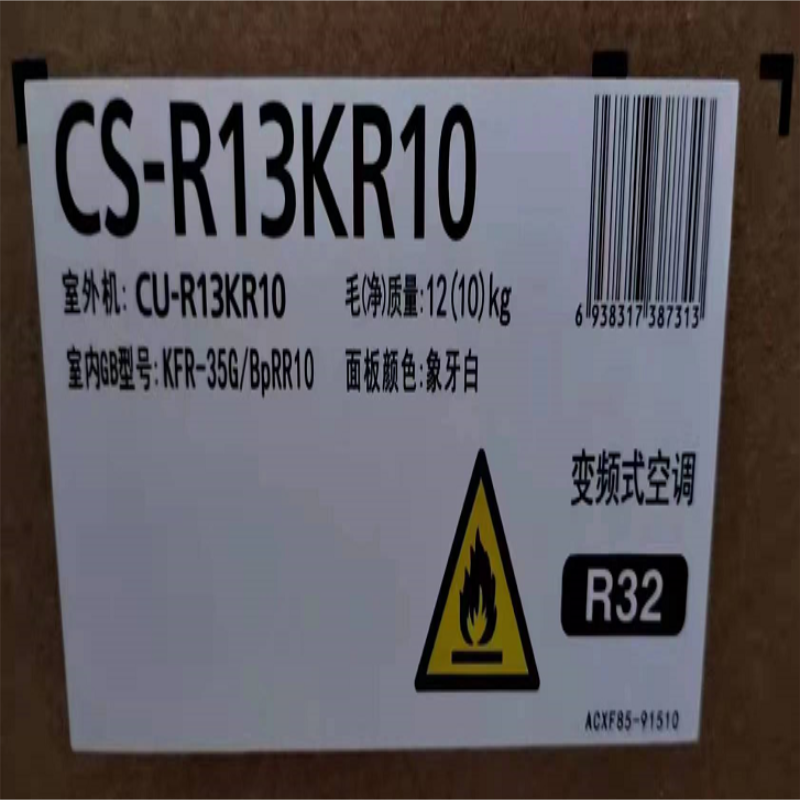 CS-R13KR10
室外机: CU-R13KR10
毛(净)质量:12(10)kg
6 938317 387313
室内GB型号: KFR-35G/BpRR10
面板颜色:象牙白
变频式空调
R32
ACXF85-91510